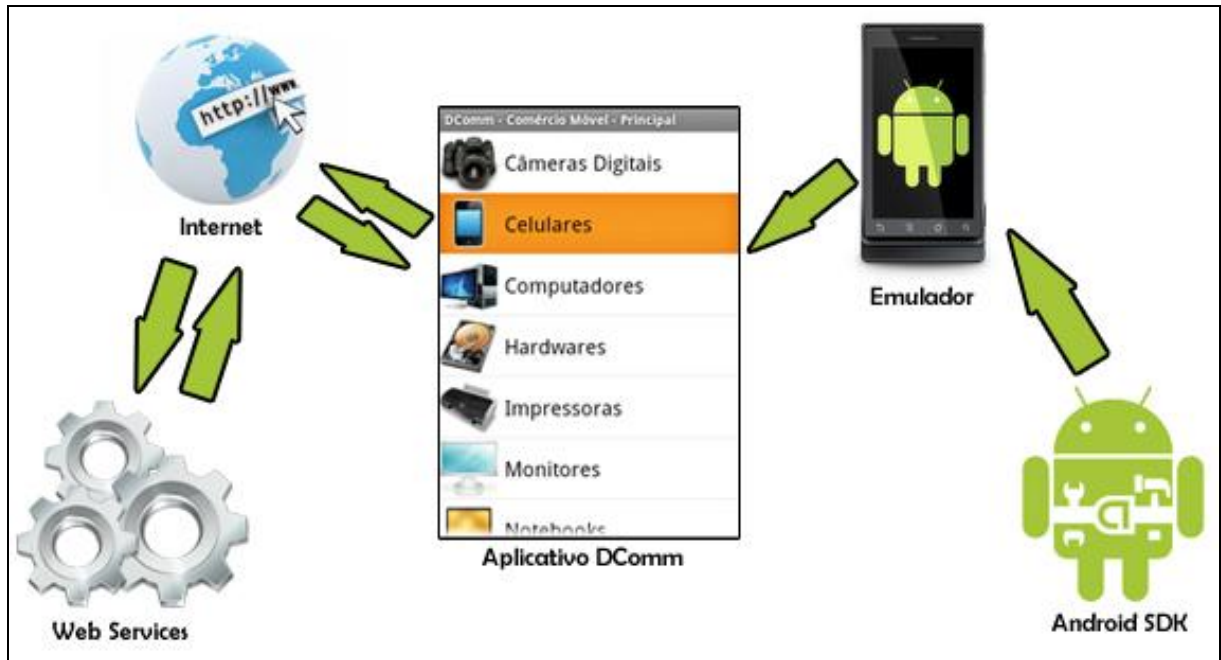 http://www.
Internet
DComm - Comércio Móvel - Principal
Câmeras Digitais
Celulares
Computadores
Hardwares
Impressoras
Monitores
Notebooks
Aplicativo DComm
Emulador
Web Services
Android SDK